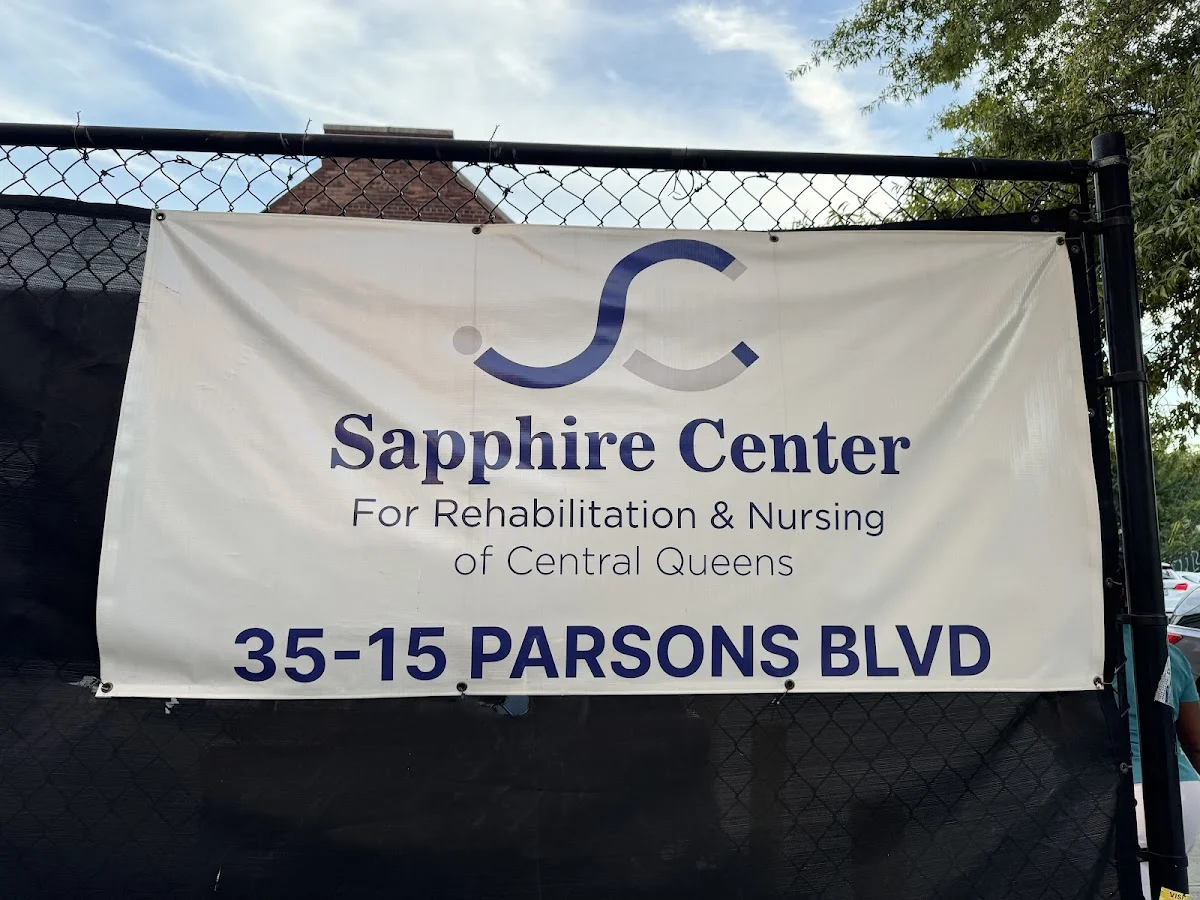 Sapphire Center
For Rehabilitation & Nursing
of Central Queens
35-15 PARSONS BLVD